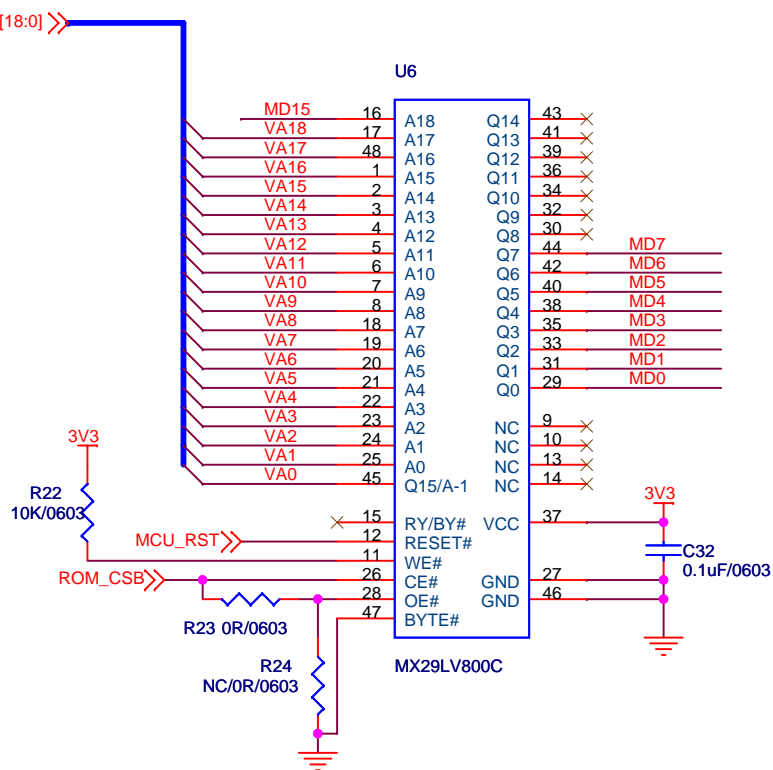 [18:0]
U6
MD15 16 A18 Q14 43
VA18 17 A17 Q13 41
VA17 48 A16 Q12 39
VA16 1 A15 Q11 36
VA15 2 A14 Q10 34
VA14 3 A13 Q9 32
VA13 4 A12 Q8 30
VA12 5 A11 Q7 44 MD7
VA11 6 A10 Q6 42 MD6
VA10 7 A9 Q5 40 MD5
VA9 8 A8 Q4 38 MD4
VA8 18 A7 Q3 35 MD3
VA7 19 A6 Q2 33 MD2
VA6 20 A5 Q1 31 MD1
VA5 21 A4 Q0 29 MD0
VA4 22 A3
VA3 23 A2 NC 9
VA2 24 A1 NC 10
VA1 25 A0 NC 13
VA0 45 Q15/A-1 NC 14
3V3
R22
10K/0603
3V3
15 RY/BY# VCC 37
MCU_RST 12 RESET#
11 WE#
C32
0.1uF/0603
ROM_CSB 26 CE# GND 27
28 OE# GND 46
47 BYTE#
R23 0R/0603
R24
NC/0R/0603
MX29LV800C